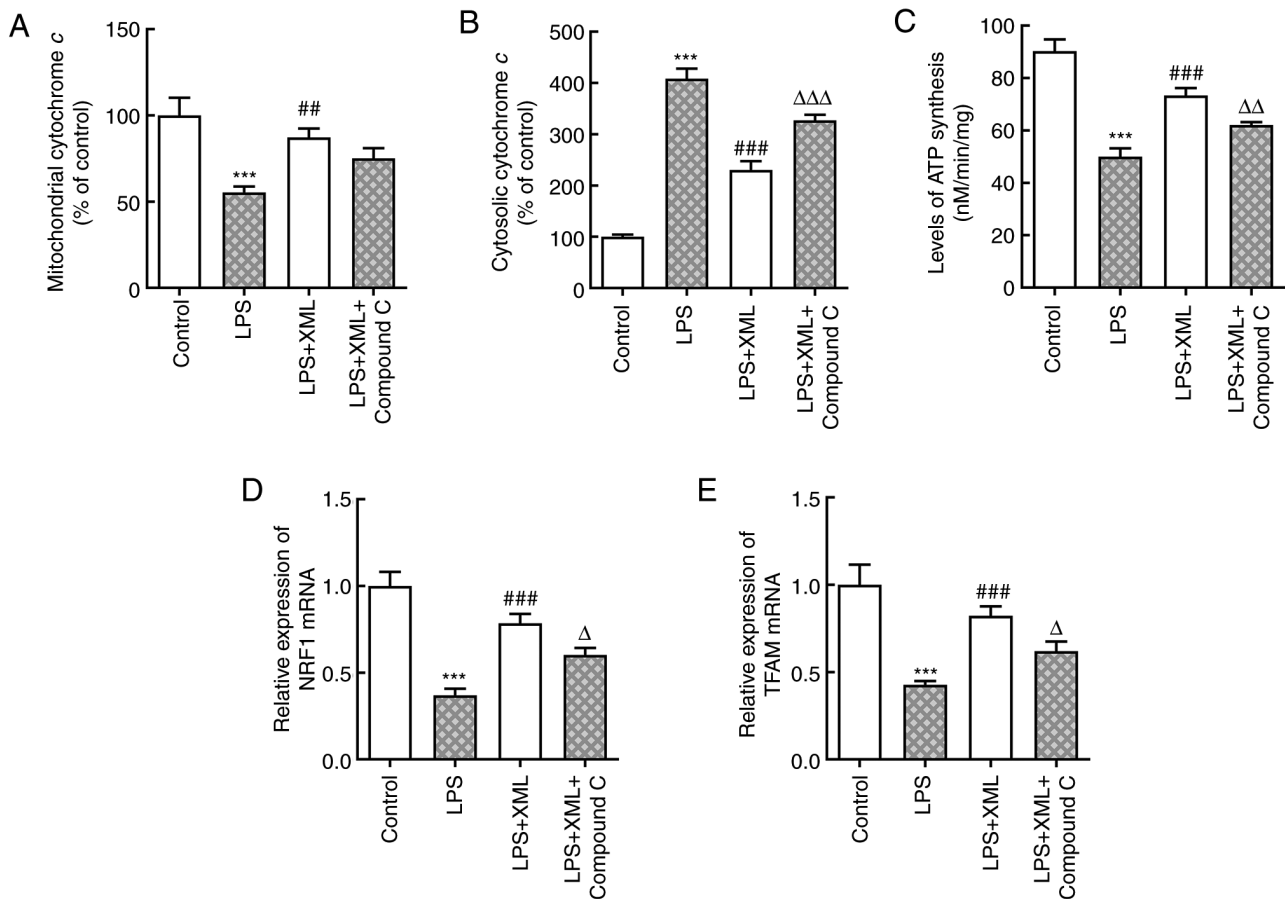 A
Mitochondrial cytochrome c
(% of control)
150
100
50
0
***
##
Control
LPS
LPS+XML
LPS+XML+
Compound C
B
Cytosolic cytochrome c
(% of control)
500
400
300
200
100
0
***
###
ΔΔΔ
Control
LPS
LPS+XML
LPS+XML+
Compound C
C
Levels of ATP synthesis
(nM/min/mg)
100
80
60
40
20
0
***
###
ΔΔ
Control
LPS
LPS+XML
LPS+XML+
Compound C
D
Relative expression of
NRF1 mRNA
1.5
1.0
0.5
0.0
***
###
Δ
Control
LPS
LPS+XML
LPS+XML+
Compound C
E
Relative expression of
TFAM mRNA
1.5
1.0
0.5
0.0
***
###
Δ
Control
LPS
LPS+XML
LPS+XML+
Compound C